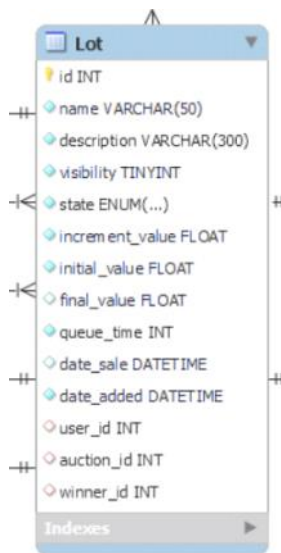 Lot
id INT
name VARCHAR(50)
description VARCHAR(300)
visibility TINYINT
state ENUM(...)
increment_value FLOAT
initial_value FLOAT
final_value FLOAT
queue_time INT
date_sale DATETIME
date_added DATETIME
user_id INT
auction_id INT
winner_id INT
Indexes